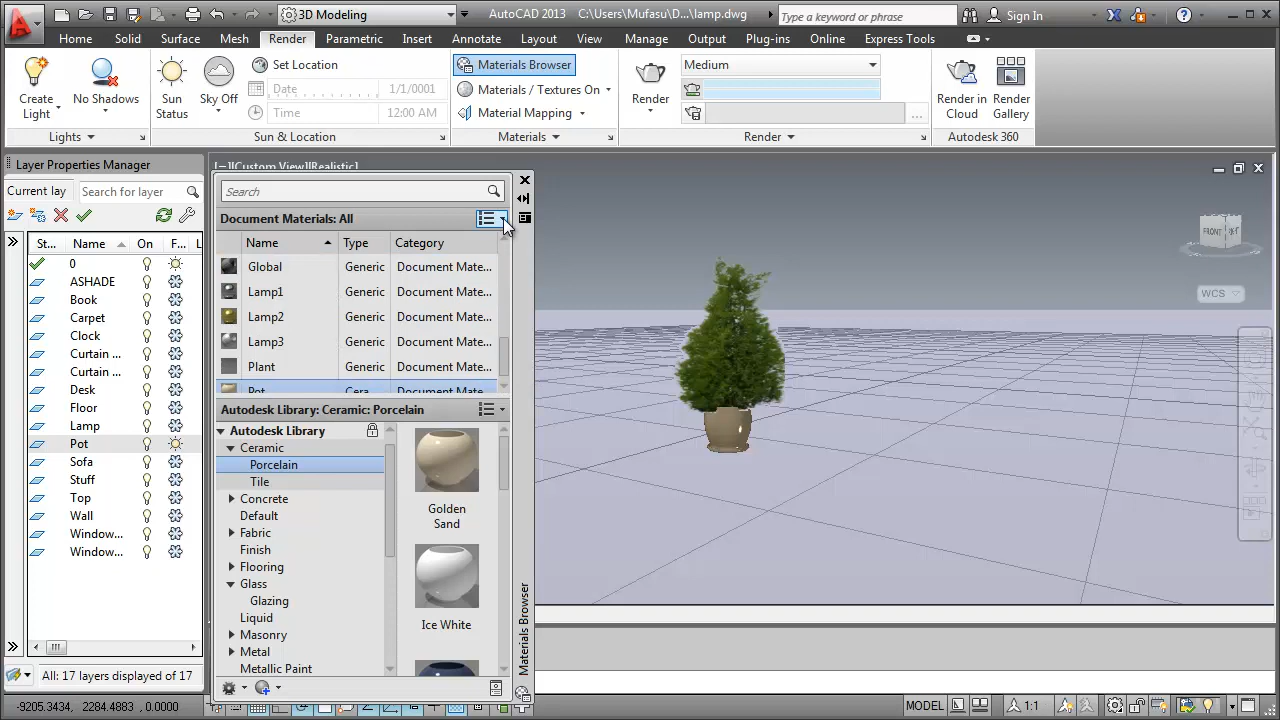 3D Modeling
AutoCAD 2013 C:\Users\Mufasu\D...\lamp.dwg
Type a keyword or phrase
Sign In
Home Solid Surface Mesh Render Parametric Insert Annotate Layout View Manage Output Plug-ins Online Express Tools
Create Light
No Shadows
Lights
Sun Status
Sky Off
Set Location
Date 1/1/0001
Time 12:00 AM
Sun & Location
Materials Browser
Materials / Textures On
Material Mapping
Materials
Render
Medium
...
Render
Render in Cloud
Render Gallery
Autodesk 360
Layer Properties Manager
Current lay
Search for layer
St... Name On F... L
0
ASHADE
Book
Carpet
Clock
Curtain ...
Curtain ...
Desk
Floor
Lamp
Pot
Sofa
Stuff
Top
Wall
Window...
Window...
All: 17 layers displayed of 17
[−][Custom View][Realistic]
Search
Document Materials: All
Name Type Category
Global Generic Document Mate...
Lamp1 Generic Document Mate...
Lamp2 Generic Document Mate...
Lamp3 Generic Document Mate...
Plant Generic Document Mate...
Pot Cera... Document Mate...
Autodesk Library: Ceramic: Porcelain
Autodesk Library
Ceramic
Porcelain
Tile
Concrete
Default
Fabric
Finish
Flooring
Glass
Glazing
Liquid
Masonry
Metal
Metallic Paint
Golden
Sand
Ice White
Materials Browser
FRONT
WCS
-9205.3434, 2434.4883, 0.0000
MODEL
1:1